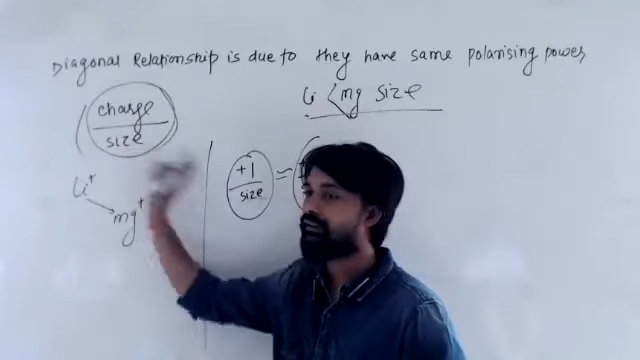 Diagonal Relationship is due to they have same polarising power
charge
size
Li < mg size
+1
size
≈
Li+
mg+